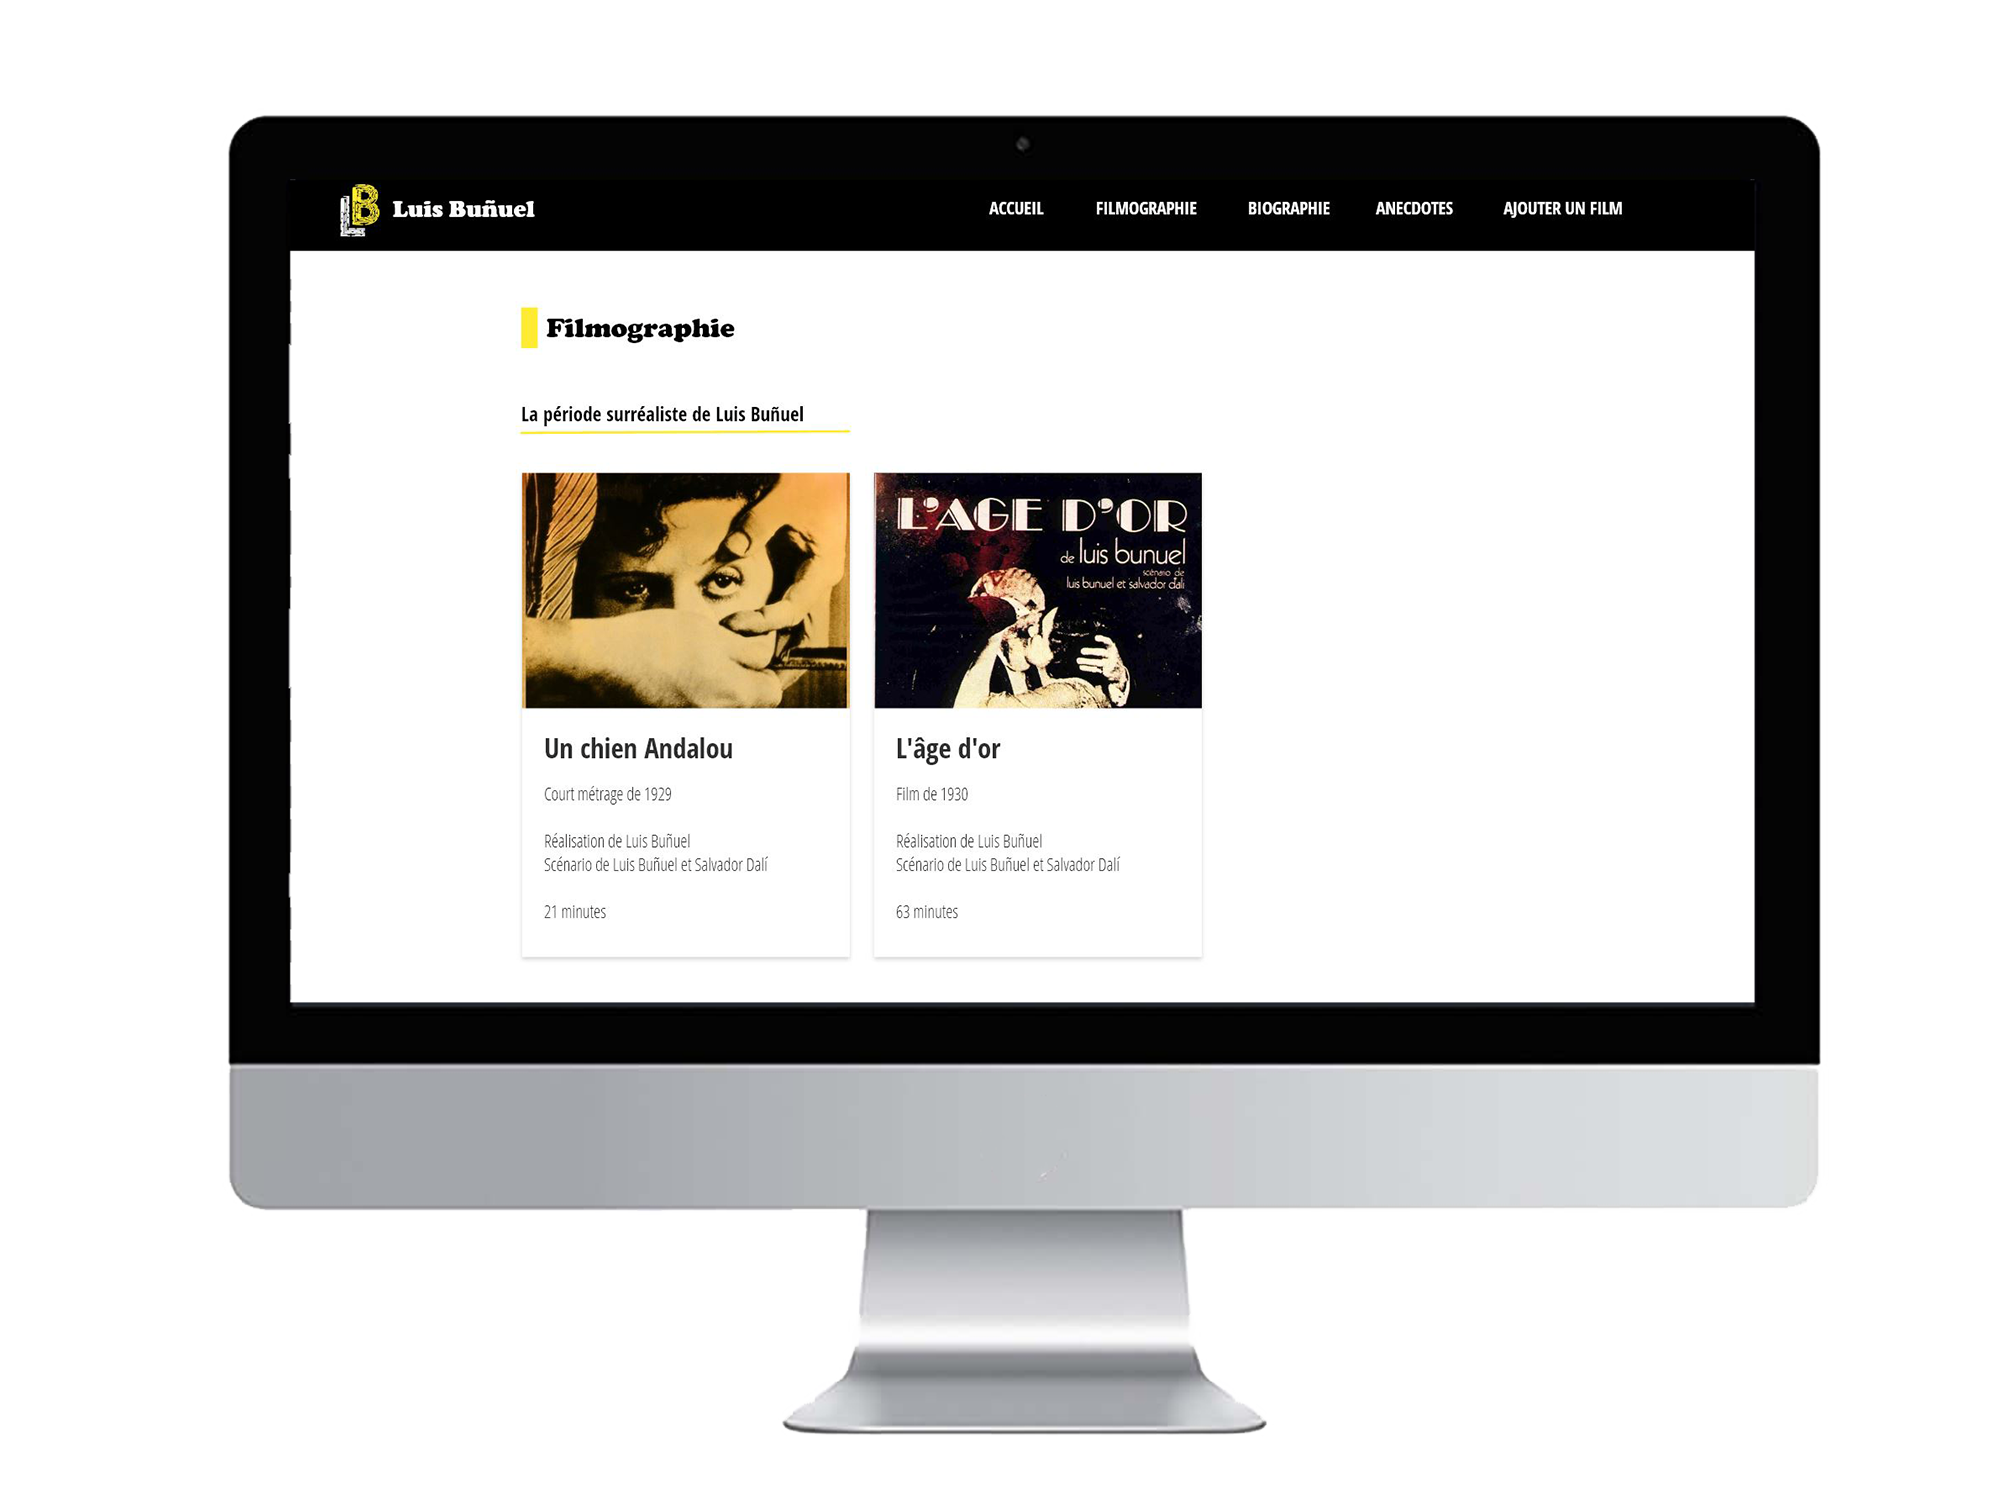 LB Luis Buñuel
ACCUEIL FILMOGRAPHIE BIOGRAPHIE ANECDOTES AJOUTER UN FILM
Filmographie
La période surréaliste de Luis Buñuel
L'AGE D'OR
de luis bunuel
scénario de
luis bunuel et salvador dali
Un chien Andalou
Court métrage de 1929
Réalisation de Luis Buñuel
Scénario de Luis Buñuel et Salvador Dalí
21 minutes
L'âge d'or
Film de 1930
Réalisation de Luis Buñuel
Scénario de Luis Buñuel et Salvador Dalí
63 minutes